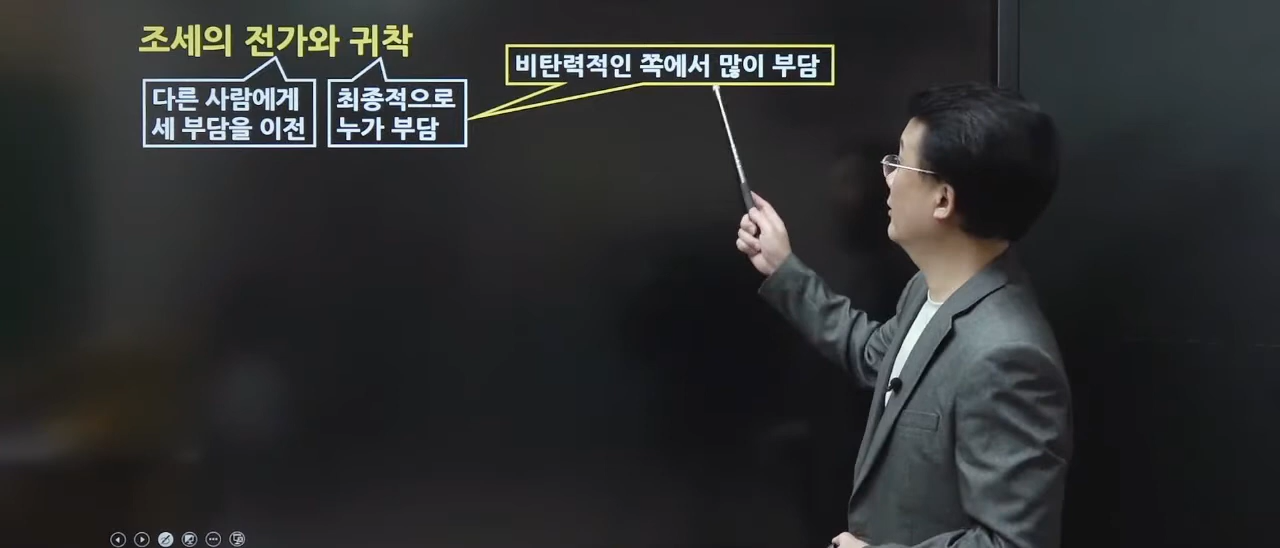 조세의 전가와 귀착
비탄력적인 쪽에서 많이 부담
다른 사람에게
세 부담을 이전
최종적으로
누가 부담